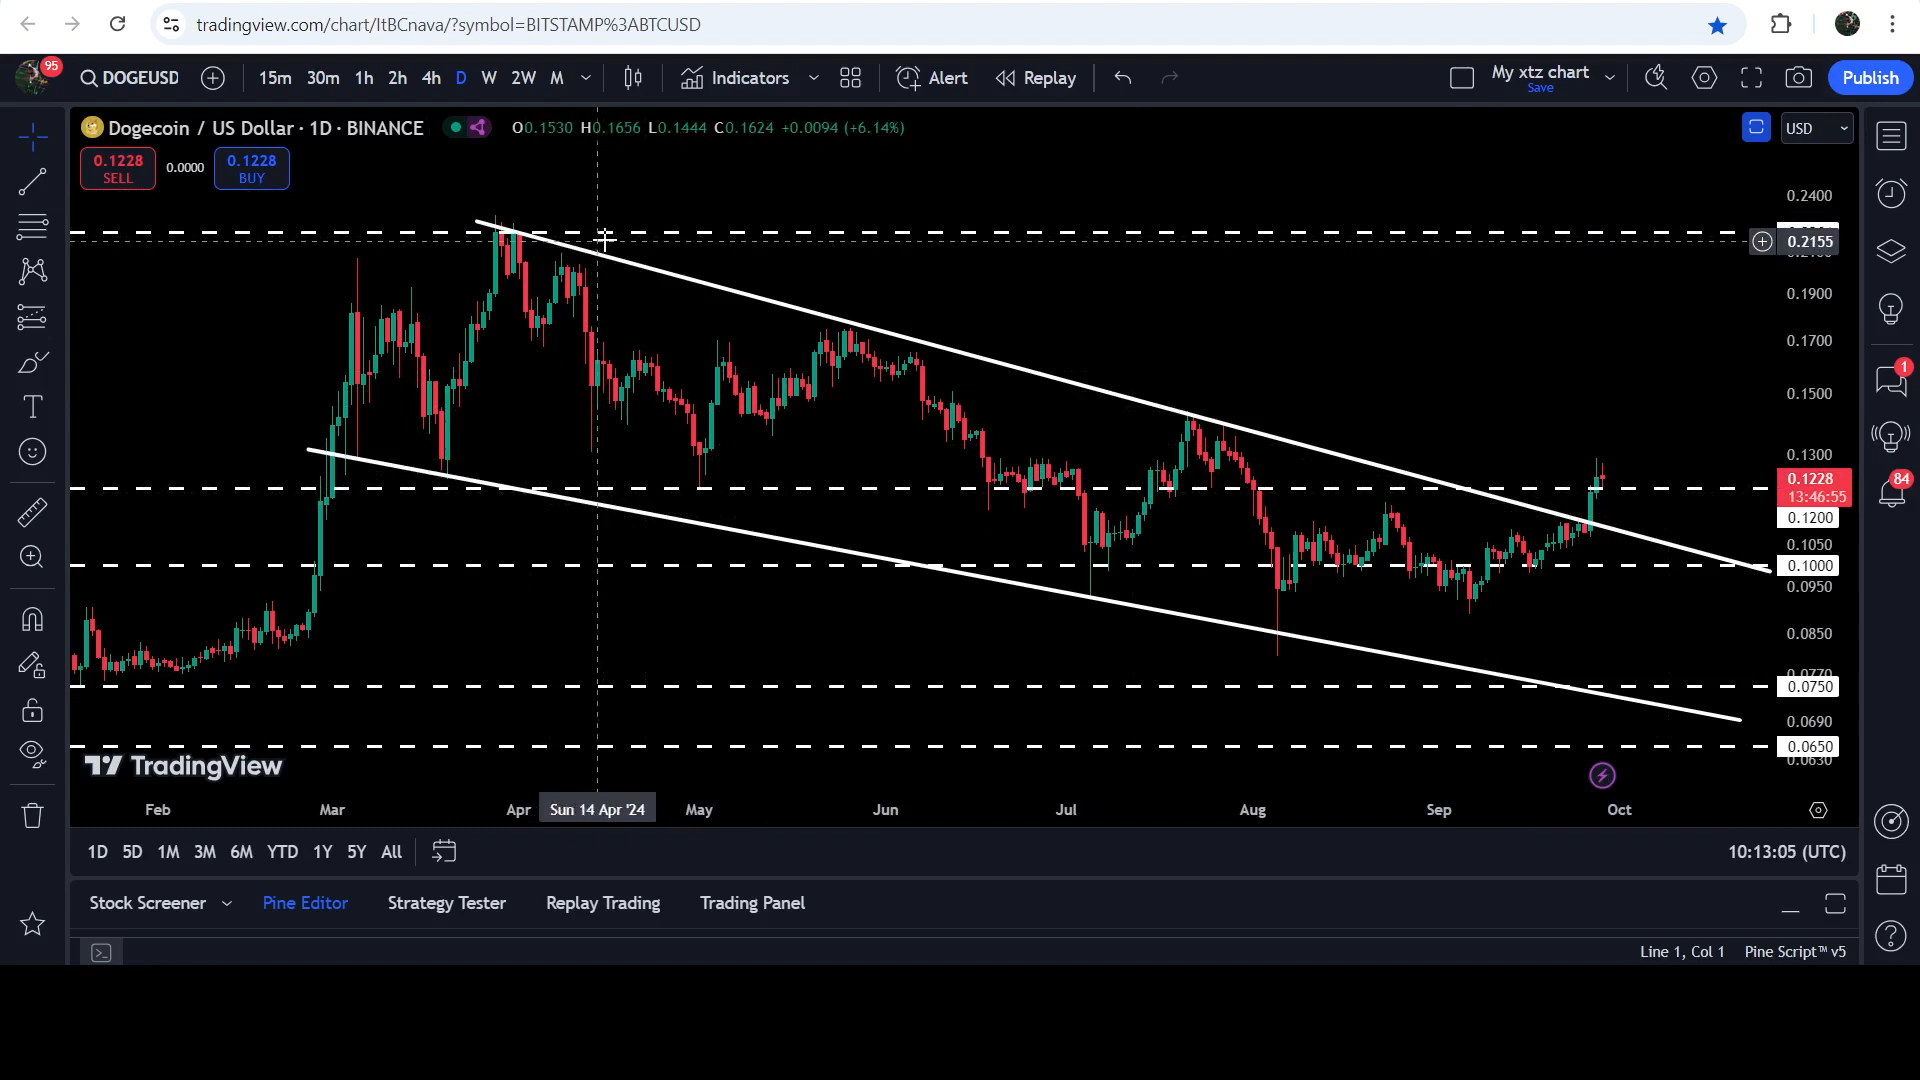 tradingview.com/chart/ItBCnava/?symbol=BITSTAMP%3ABTCUSD
95
DOGEUSD 15m 30m 1h 2h 4h D W 2W M Indicators Alert Replay My xtz chart Save Publish
Dogecoin / US Dollar · 1D · BINANCE O0.1530 H0.1656 L0.1444 C0.1624 +0.0094 (+6.14%) USD
0.1228 SELL 0.0000 0.1228 BUY
0.2400
0.2155
0.1900
0.1700
0.1500
1
0.1300
0.1228
13:46:55
84
0.1200
0.1050
0.1000
0.0950
0.0850
0.0770
0.0750
0.0690
0.0650
0.0630
TradingView
Feb Mar Apr Sun 14 Apr '24 May Jun Jul Aug Sep Oct
1D 5D 1M 3M 6M YTD 1Y 5Y All 10:13:05 (UTC)
Stock Screener Pine Editor Strategy Tester Replay Trading Trading Panel
Line 1, Col 1 Pine Script™ v5